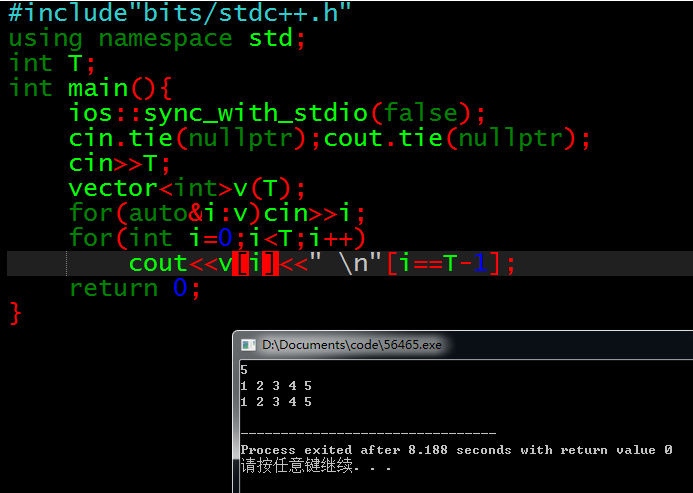 #include"bits/stdc++.h"
using namespace std;
int T;
int main(){
    ios::sync_with_stdio(false);
    cin.tie(nullptr);cout.tie(nullptr);
    cin>>T;
    vector<int>v(T);
    for(auto&i:v)cin>>i;
    for(int i=0;i<T;i++)
        cout<<v[i]<<" \n"[i==T-1];
    return 0;
}
D:\Documents\code\56465.exe
5
1 2 3 4 5
1 2 3 4 5
--------------------------------
Process exited after 8.188 seconds with return value 0
请按任意键继续. . .